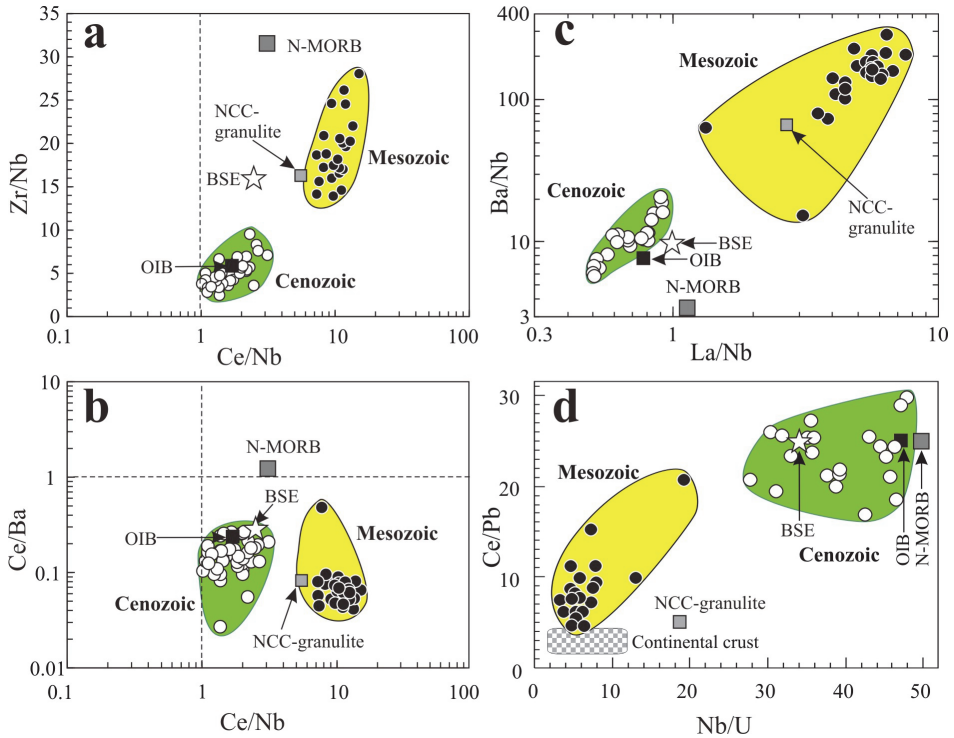 a
35
30
25
20
15
10
5
0
Zr/Nb
N-MORB
NCC-
granulite
BSE
Mesozoic
OIB
Cenozoic
0.1
1
10
100
Ce/Nb
c
400
100
10
3
Ba/Nb
Mesozoic
Cenozoic
NCC-
granulite
BSE
OIB
N-MORB
0.3
1
10
La/Nb
b
10
1
0.1
0.01
Ce/Ba
N-MORB
BSE
OIB
Mesozoic
Cenozoic
NCC-granulite
0.1
1
10
100
Ce/Nb
d
30
20
10
0
Ce/Pb
Mesozoic
BSE
Cenozoic
OIB
N-MORB
NCC-granulite
Continental crust
0
10
20
30
40
50
Nb/U